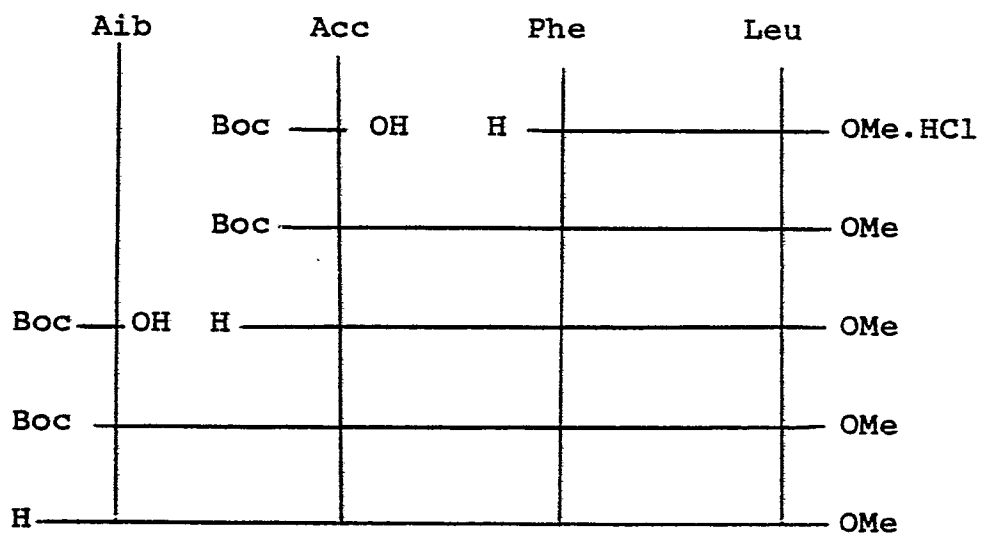 Aib Acc Phe Leu
Boc OH H OMe.HCl
Boc OMe
Boc OH H OMe
Boc OMe
H OMe